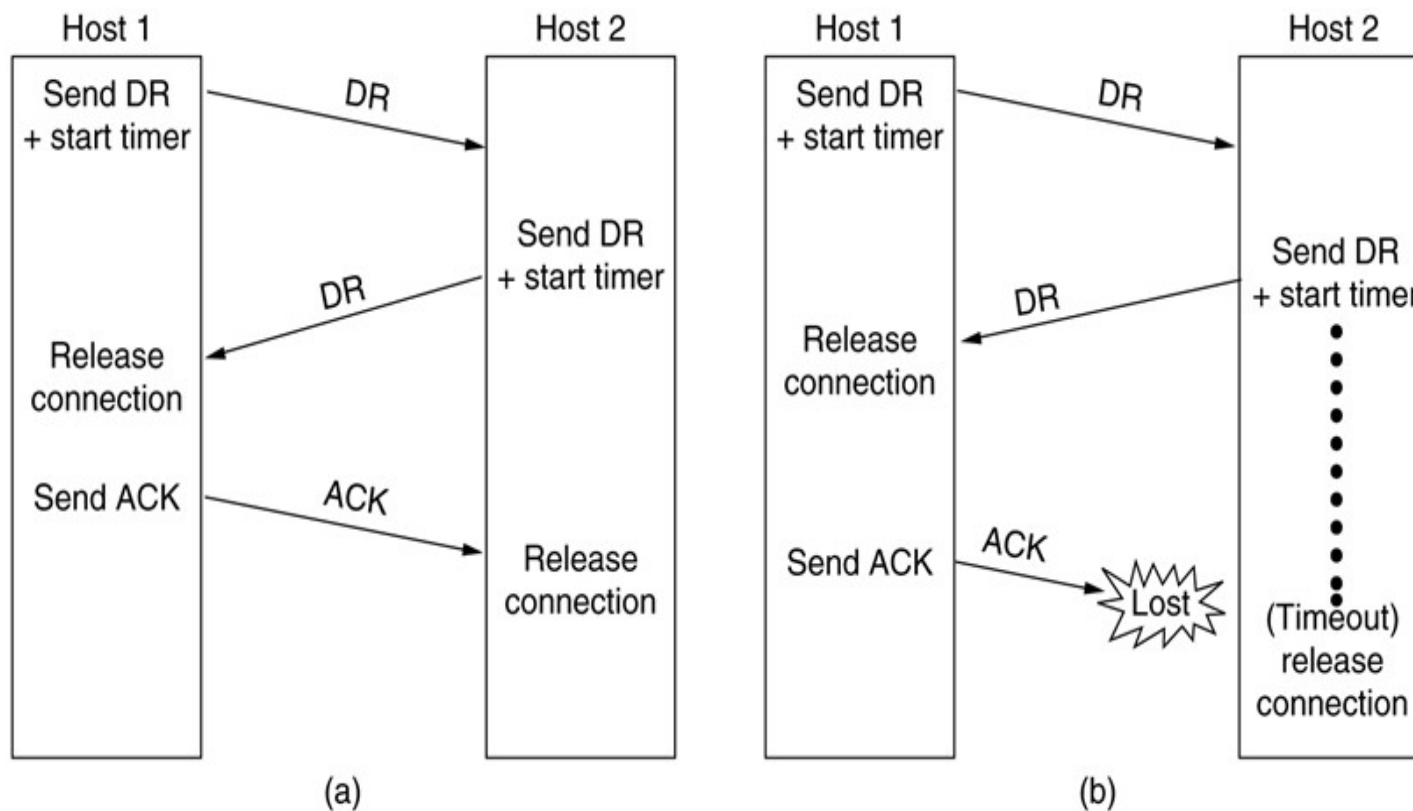 Host 1
Host 2
Send DR
+ start timer
DR
Send DR
+ start timer
DR
Release
connection
Send ACK
ACK
Release
connection
(a)
Host 1
Host 2
Send DR
+ start timer
DR
Send DR
+ start timer
DR
Release
connection
Send ACK
ACK
Lost
(Timeout)
release
connection
(b)